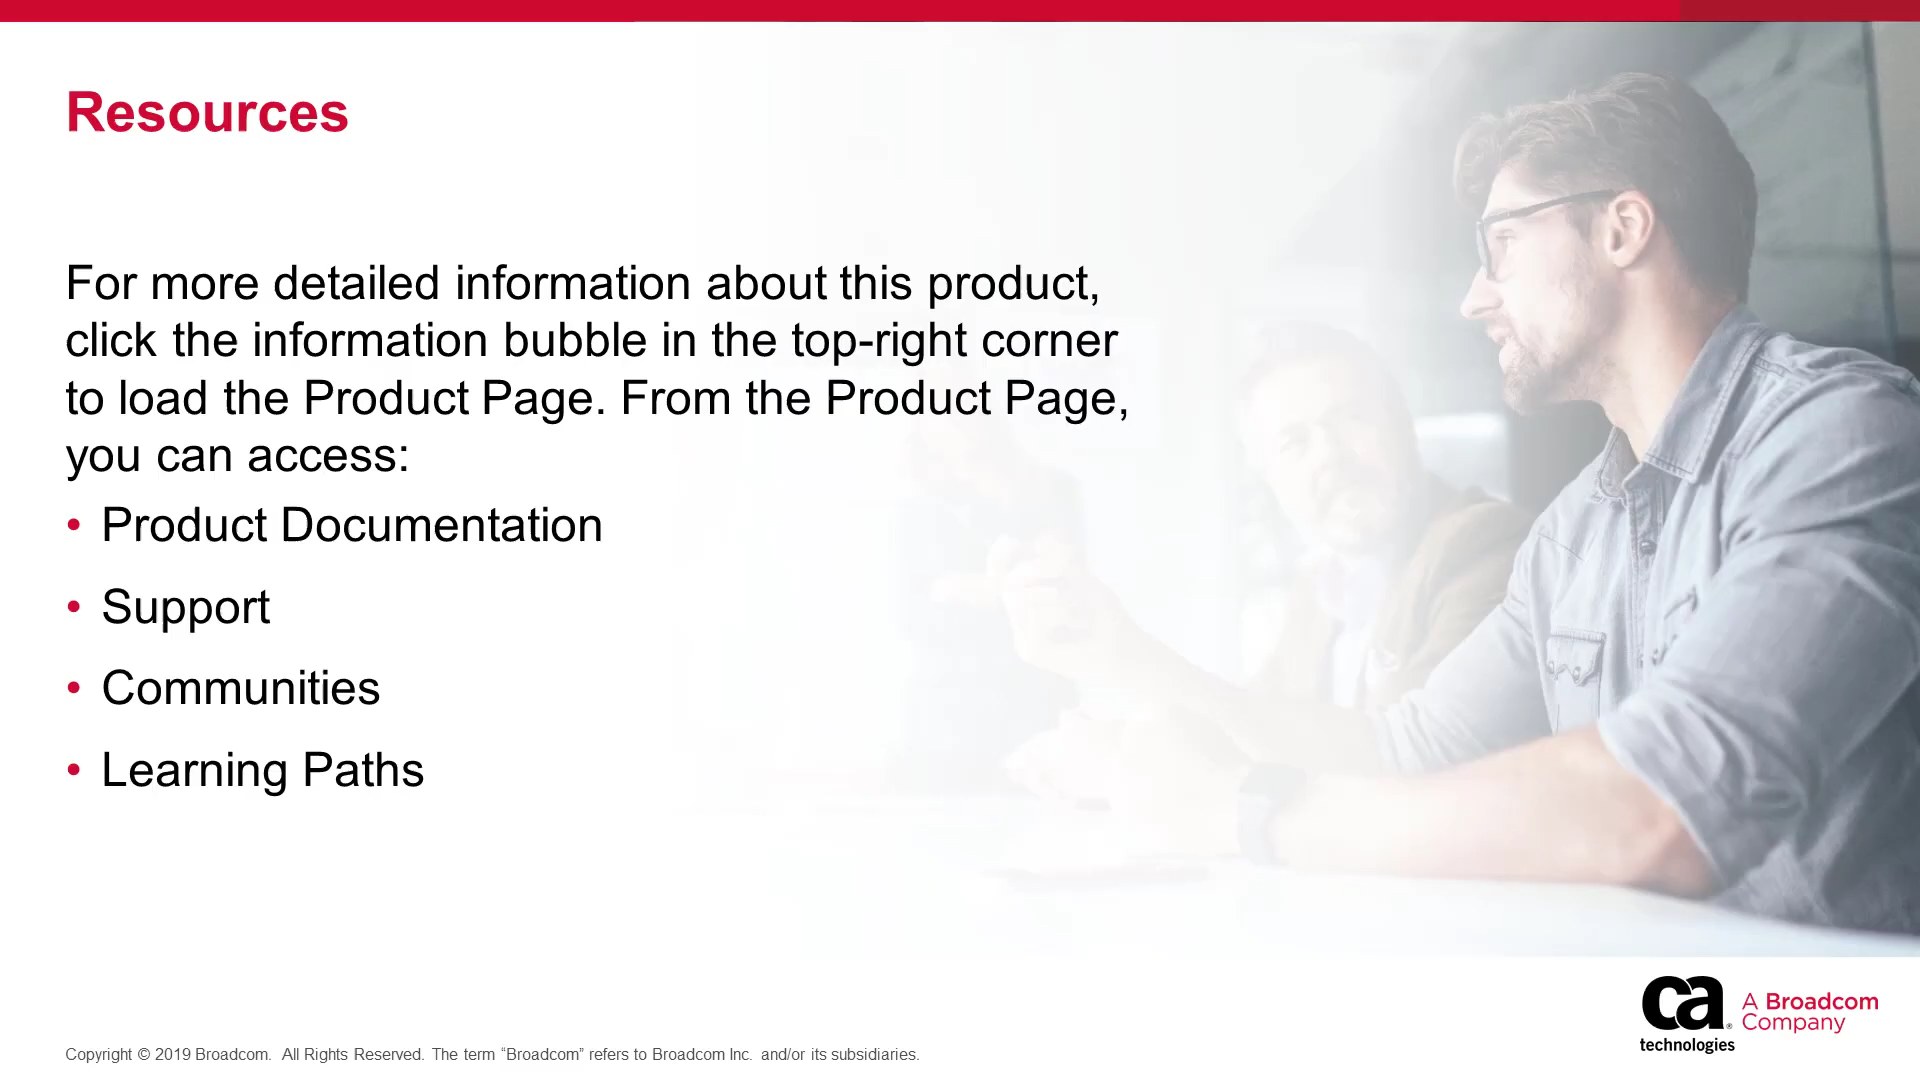 Resources
For more detailed information about this product,
click the information bubble in the top-right corner
to load the Product Page. From the Product Page,
you can access:
• Product Documentation
• Support
• Communities
• Learning Paths
ca®
technologies
A Broadcom
Company
Copyright © 2019 Broadcom. All Rights Reserved. The term “Broadcom” refers to Broadcom Inc. and/or its subsidiaries.